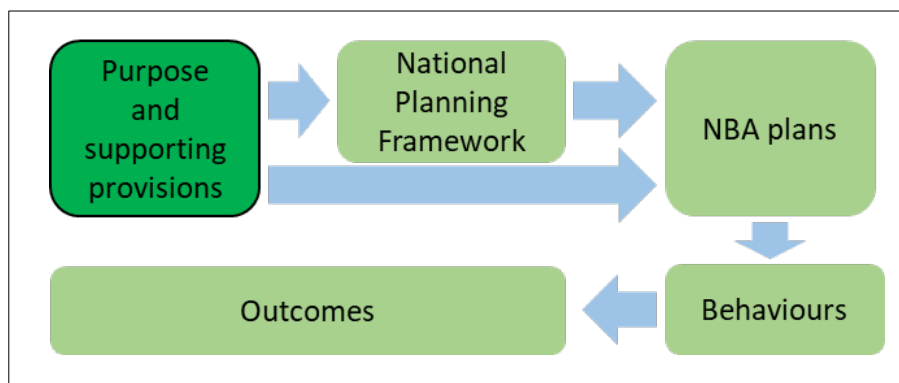 Purpose
and
supporting
provisions
National
Planning
Framework
NBA plans
Outcomes
Behaviours